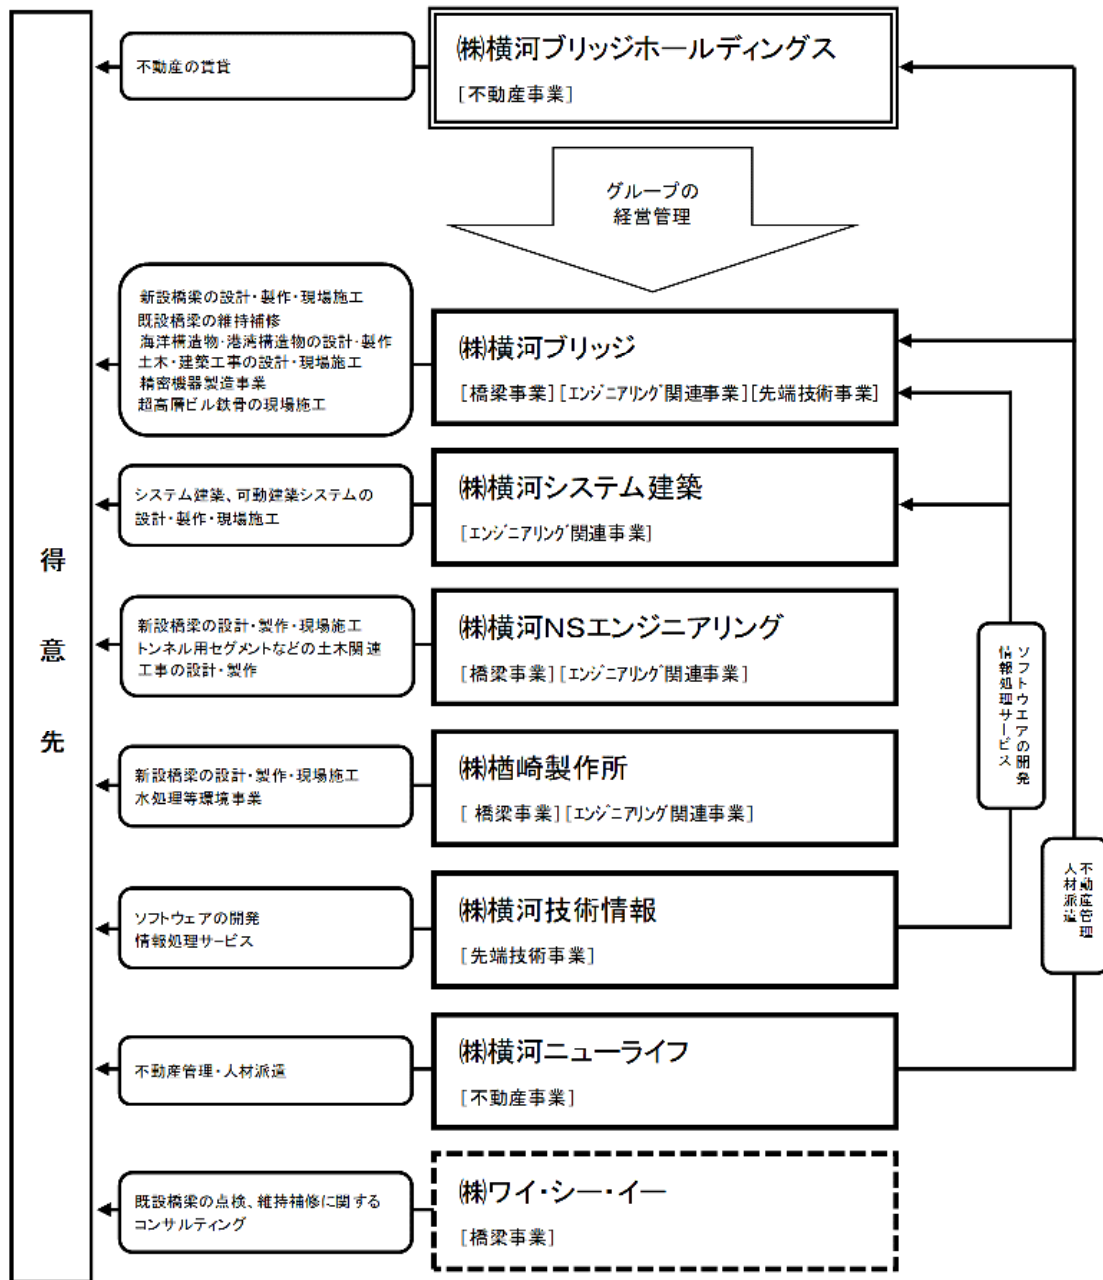 不動産の賃貸
㈱横河ブリッジホールディングス
[不動産事業]
グループの
経営管理
新設橋梁の設計・製作・現場施工
既設橋梁の維持補修
海洋構造物・港湾構造物の設計・製作
土木・建築工事の設計・現場施工
精密機器製造事業
超高層ビル鉄骨の現場施工
㈱横河ブリッジ
[橋梁事業][エンジニアリング関連事業][先端技術事業]
システム建築、可動建築システムの
設計・製作・現場施工
㈱横河システム建築
[エンジニアリング関連事業]
得意先
新設橋梁の設計・製作・現場施工
トンネル用セグメントなどの土木関連
工事の設計・製作
㈱横河NSエンジニアリング
[橋梁事業][エンジニアリング関連事業]
ソフトウエアの開発
情報処理サービス
新設橋梁の設計・製作・現場施工
水処理等環境事業
㈱楢崎製作所
[ 橋梁事業][エンジニアリング関連事業]
不動産管理
人材派遣
ソフトウェアの開発
情報処理サービス
㈱横河技術情報
[先端技術事業]
不動産管理・人材派遣
㈱横河ニューライフ
[不動産事業]
既設橋梁の点検、維持補修に関する
コンサルティング
㈱ワイ・シー・イー
[橋梁事業]